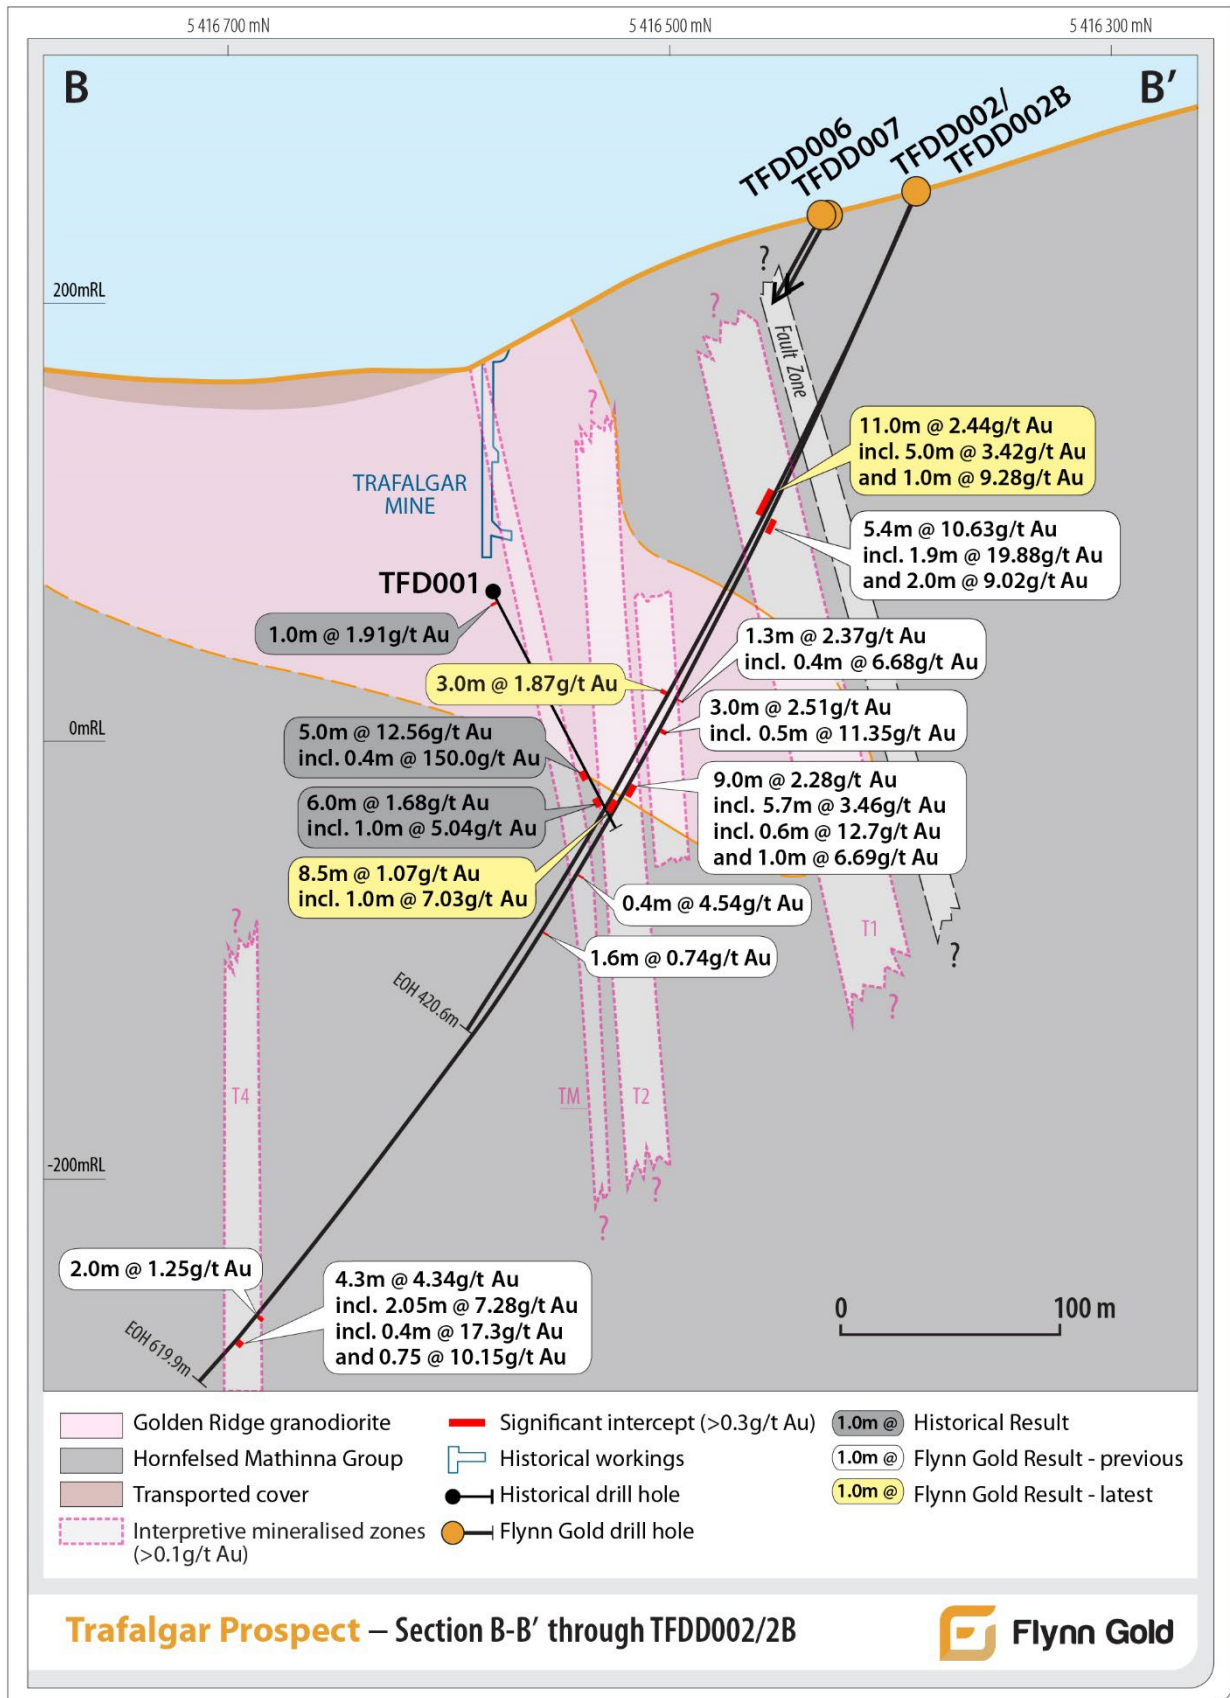 5 416 700 mN
5 416 500 mN
5 416 300 mN
B
B'
TFDD006
TFDD007
TFDD002/
TFDD002B
?
200mRL
?
Fault Zone
?
11.0m @ 2.44g/t Au
incl. 5.0m @ 3.42g/t Au
and 1.0m @ 9.28g/t Au
TRAFALGAR
MINE
5.4m @ 10.63g/t Au
incl. 1.9m @ 19.88g/t Au
and 2.0m @ 9.02g/t Au
TFD001
1.0m @ 1.91g/t Au
1.3m @ 2.37g/t Au
incl. 0.4m @ 6.68g/t Au
3.0m @ 1.87g/t Au
3.0m @ 2.51g/t Au
incl. 0.5m @ 11.35g/t Au
0mRL
5.0m @ 12.56g/t Au
incl. 0.4m @ 150.0g/t Au
9.0m @ 2.28g/t Au
incl. 5.7m @ 3.46g/t Au
incl. 0.6m @ 12.7g/t Au
and 1.0m @ 6.69g/t Au
6.0m @ 1.68g/t Au
incl. 1.0m @ 5.04g/t Au
8.5m @ 1.07g/t Au
incl. 1.0m @ 7.03g/t Au
0.4m @ 4.54g/t Au
?
T1
1.6m @ 0.74g/t Au
?
EOH 420.6m
?
T4
TM
T2
-200mRL
?
?
2.0m @ 1.25g/t Au
4.3m @ 4.34g/t Au
incl. 2.05m @ 7.28g/t Au
incl. 0.4m @ 17.3g/t Au
and 0.75 @ 10.15g/t Au
0
100 m
EOH 619.9m
Golden Ridge granodiorite
Hornfelsed Mathinna Group
Transported cover
Interpretive mineralised zones
(>0.1g/t Au)
Significant intercept (>0.3g/t Au)
Historical workings
Historical drill hole
Flynn Gold drill hole
1.0m @ Historical Result
1.0m @ Flynn Gold Result - previous
1.0m @ Flynn Gold Result - latest
Trafalgar Prospect – Section B-B' through TFDD002/2B
Flynn Gold